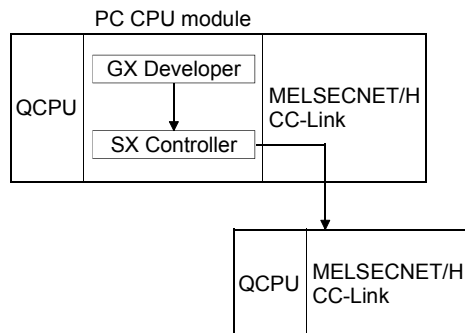 PC CPU module
GX Developer
QCPU
MELSECNET/H
CC-Link
SX Controller
QCPU
MELSECNET/H
CC-Link